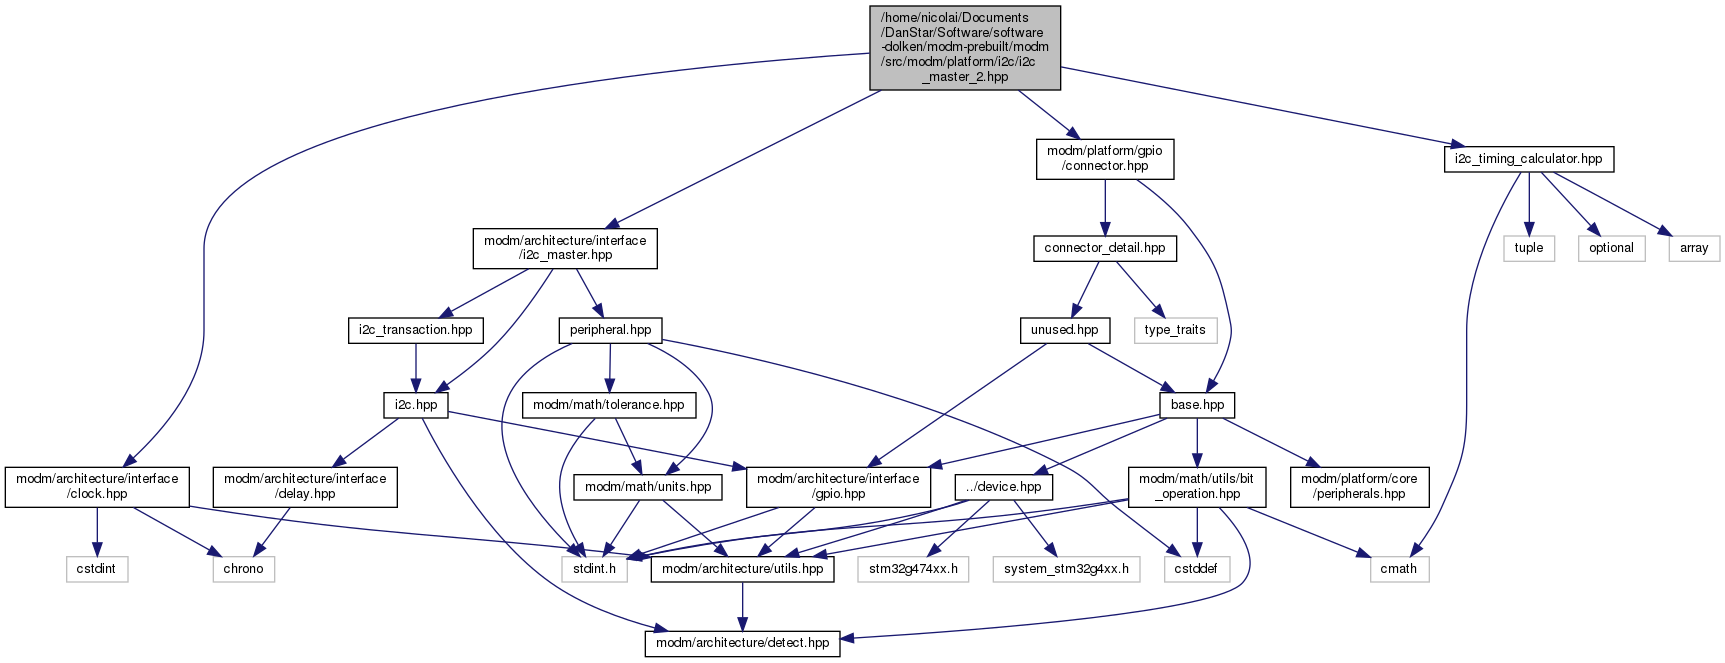 /home/nicolai/Documents
/DanStar/Software/software
-dolken/modm-prebuilt/modm
/src/modm/platform/i2c/i2c
_master_2.hpp
modm/platform/gpio
/connector.hpp
i2c_timing_calculator.hpp
modm/architecture/interface
/i2c_master.hpp
connector_detail.hpp
tuple
optional
array
i2c_transaction.hpp
peripheral.hpp
unused.hpp
type_traits
i2c.hpp
modm/math/tolerance.hpp
base.hpp
modm/architecture/interface
/clock.hpp
modm/architecture/interface
/delay.hpp
modm/math/units.hpp
modm/architecture/interface
/gpio.hpp
../device.hpp
modm/math/utils/bit
_operation.hpp
modm/platform/core
/peripherals.hpp
cstdint
chrono
stdint.h
modm/architecture/utils.hpp
stm32g474xx.h
system_stm32g4xx.h
cstddef
cmath
modm/architecture/detect.hpp